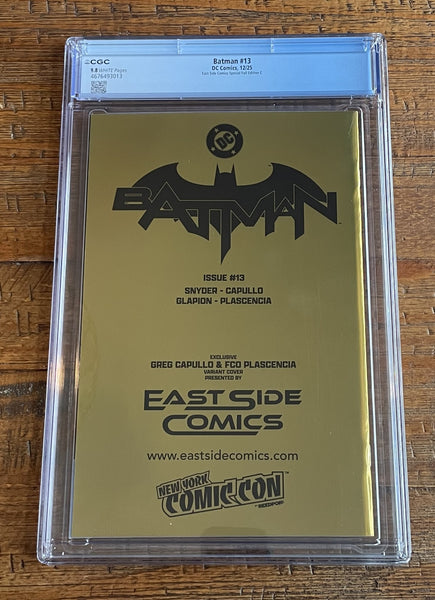 CGC
Batman #13
9.8 WHITE Pages
DC Comics, 12/25
4676493013
East Side Comics Special Foil Edition C
DC
BATMAN
ISSUE #13
SNYDER - CAPULLO
GLAPION - PLASCENCIA
EXCLUSIVE
GREG CAPULLO & FCO PLASCENCIA
VARIANT COVER
PRESENTED BY
EAST SIDE
COMICS
www.eastsidecomics.com
NEW YORK
COMIC CON
BY REEDPOP